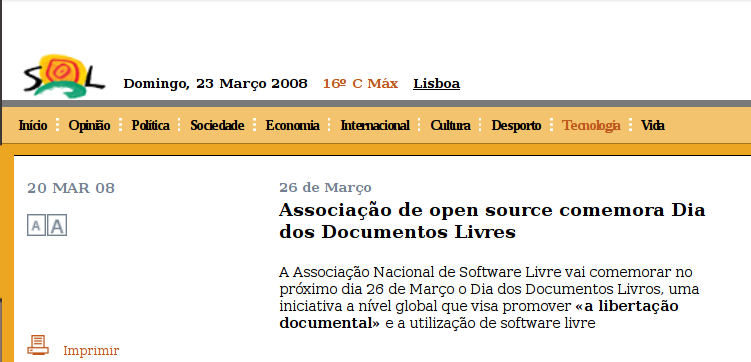 SOL
Domingo, 23 Março 2008 16º C Máx Lisboa
Início Opinião Política Sociedade Economia Internacional Cultura Desporto Tecnologia Vida
20 MAR 08
A A
26 de Março
Associação de open source comemora Dia
dos Documentos Livres
A Associação Nacional de Software Livre vai comemorar no
próximo dia 26 de Março o Dia dos Documentos Livros, uma
iniciativa a nível global que visa promover «a libertação
documental» e a utilização de software livre
Imprimir